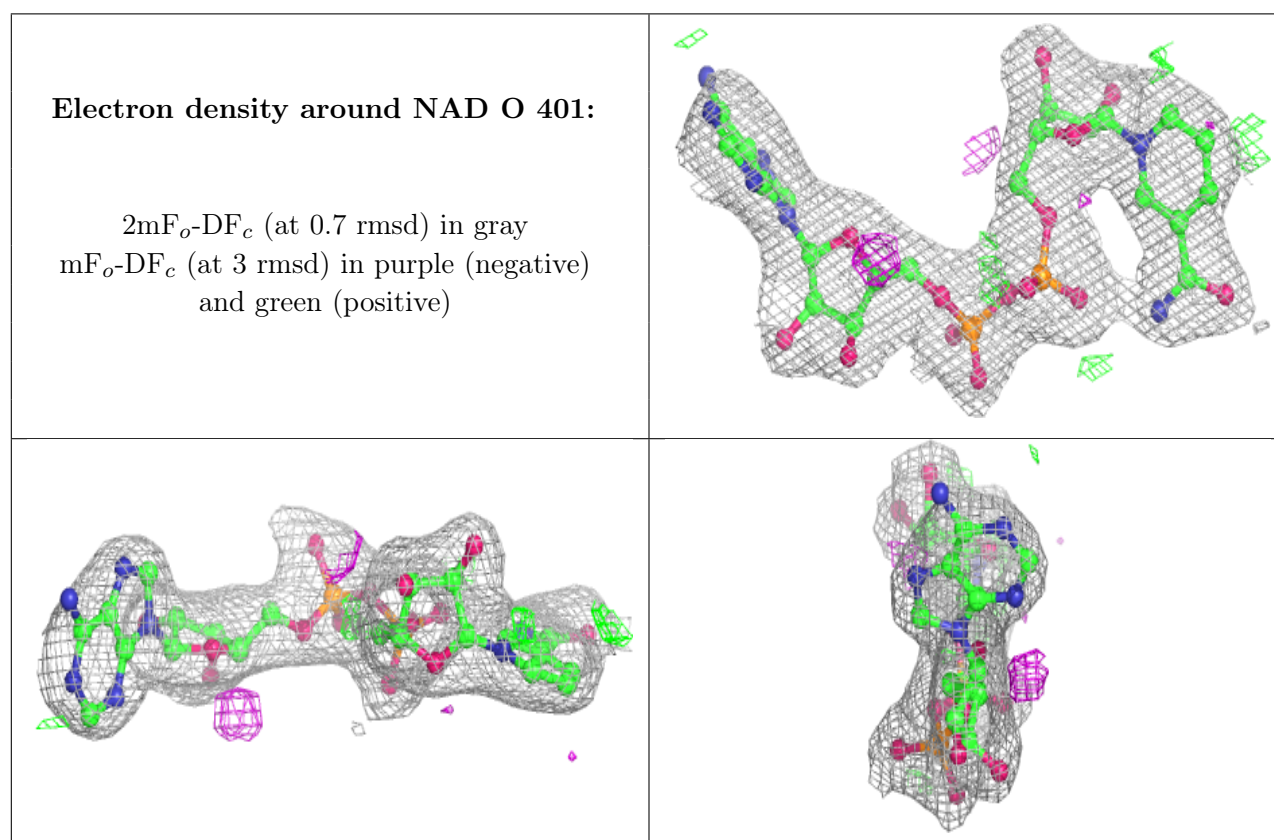 Electron density around NAD O 401:
2mFₒ-DF𝒸 (at 0.7 rmsd) in gray
mFₒ-DF𝒸 (at 3 rmsd) in purple (negative)
and green (positive)